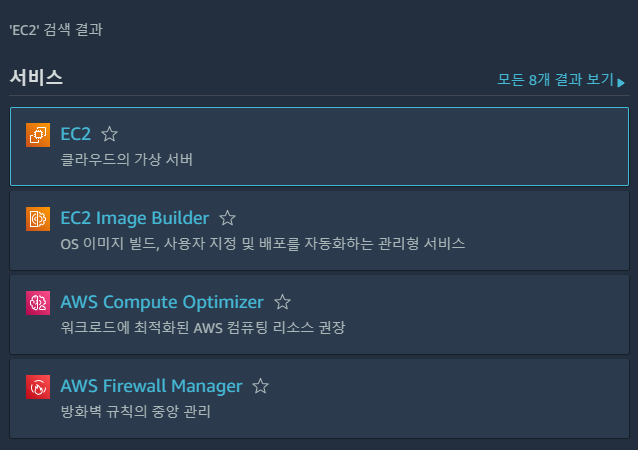 'EC2' 검색 결과
서비스
모든 8개 결과 보기
EC2
클라우드의 가상 서버
EC2 Image Builder
OS 이미지 빌드, 사용자 지정 및 배포를 자동화하는 관리형 서비스
AWS Compute Optimizer
워크로드에 최적화된 AWS 컴퓨팅 리소스 권장
AWS Firewall Manager
방화벽 규칙의 중앙 관리